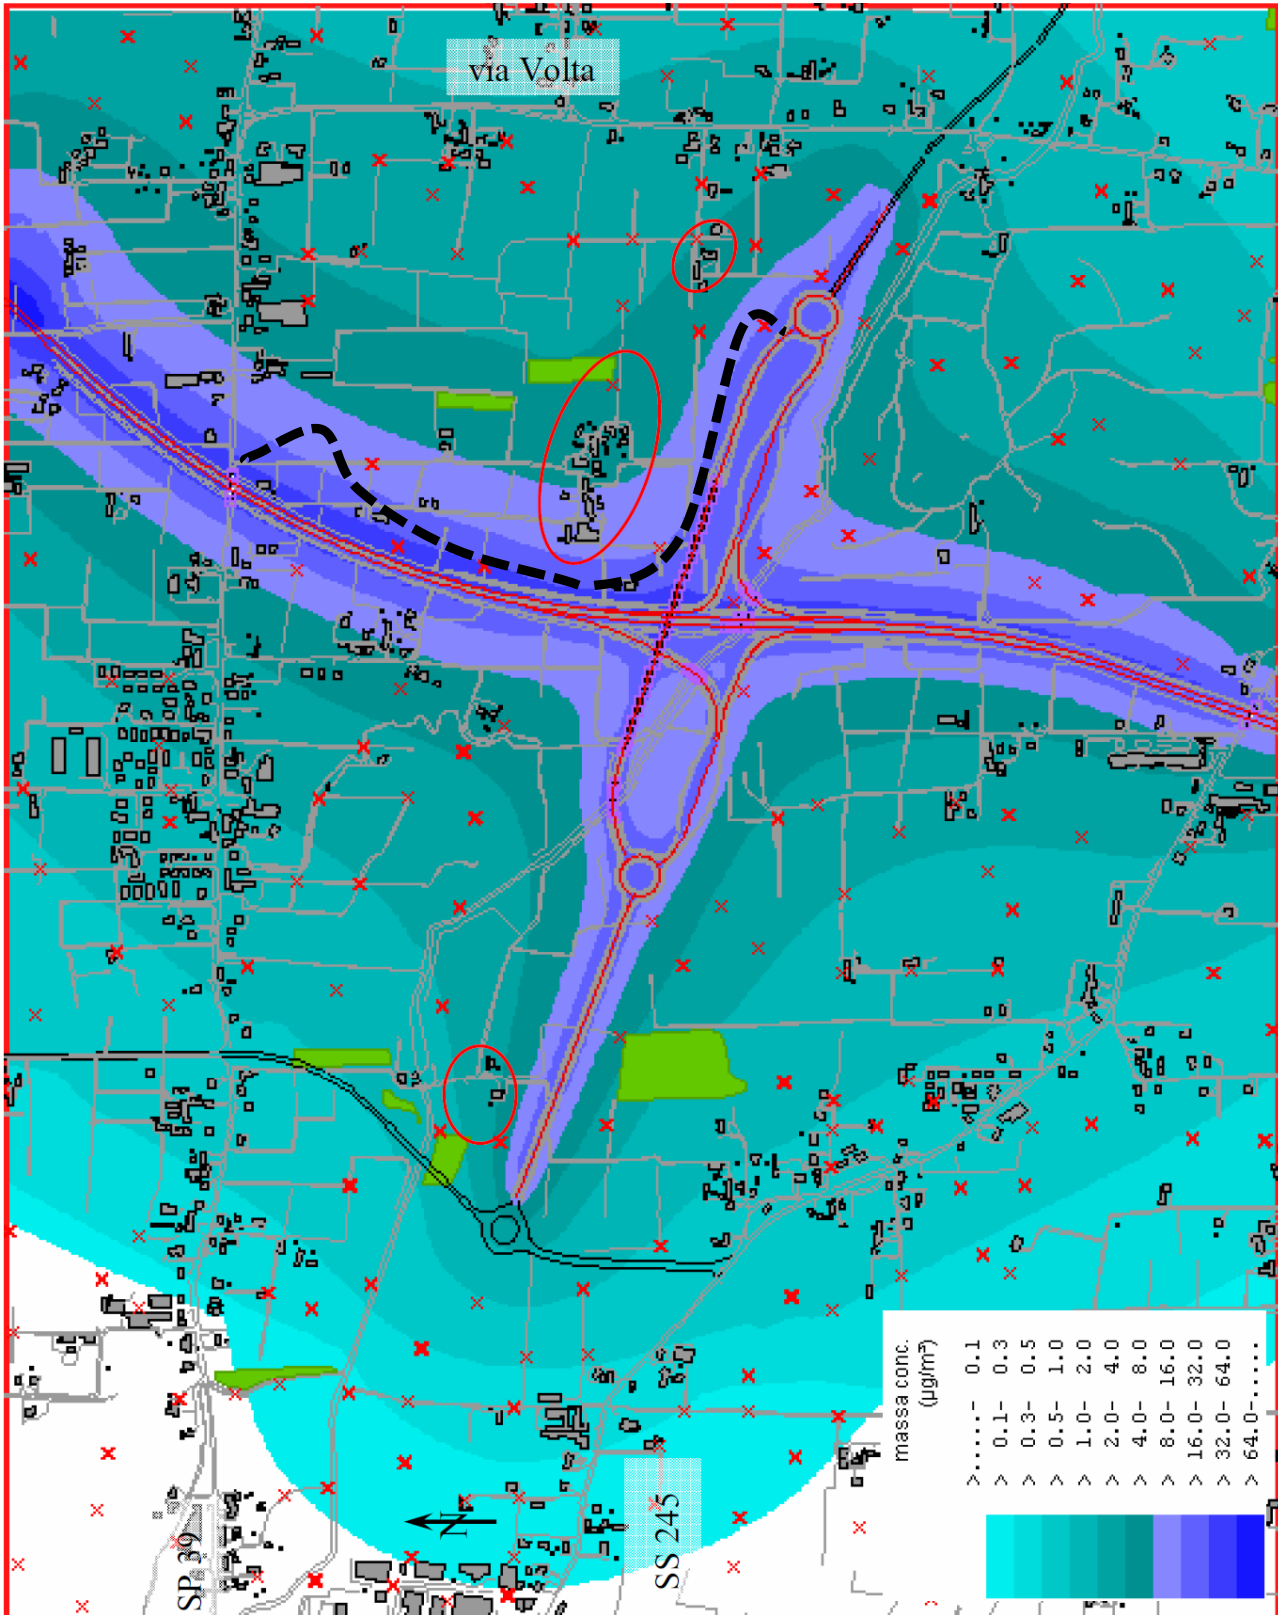 via Volta
SP 39
SS 245
N
massa conc.
(µg/m³)
>.....- 0.1
> 0.1- 0.3
> 0.3- 0.5
> 0.5- 1.0
> 1.0- 2.0
> 2.0- 4.0
> 4.0- 8.0
> 8.0- 16.0
> 16.0- 32.0
> 32.0- 64.0
> 64.0-.....